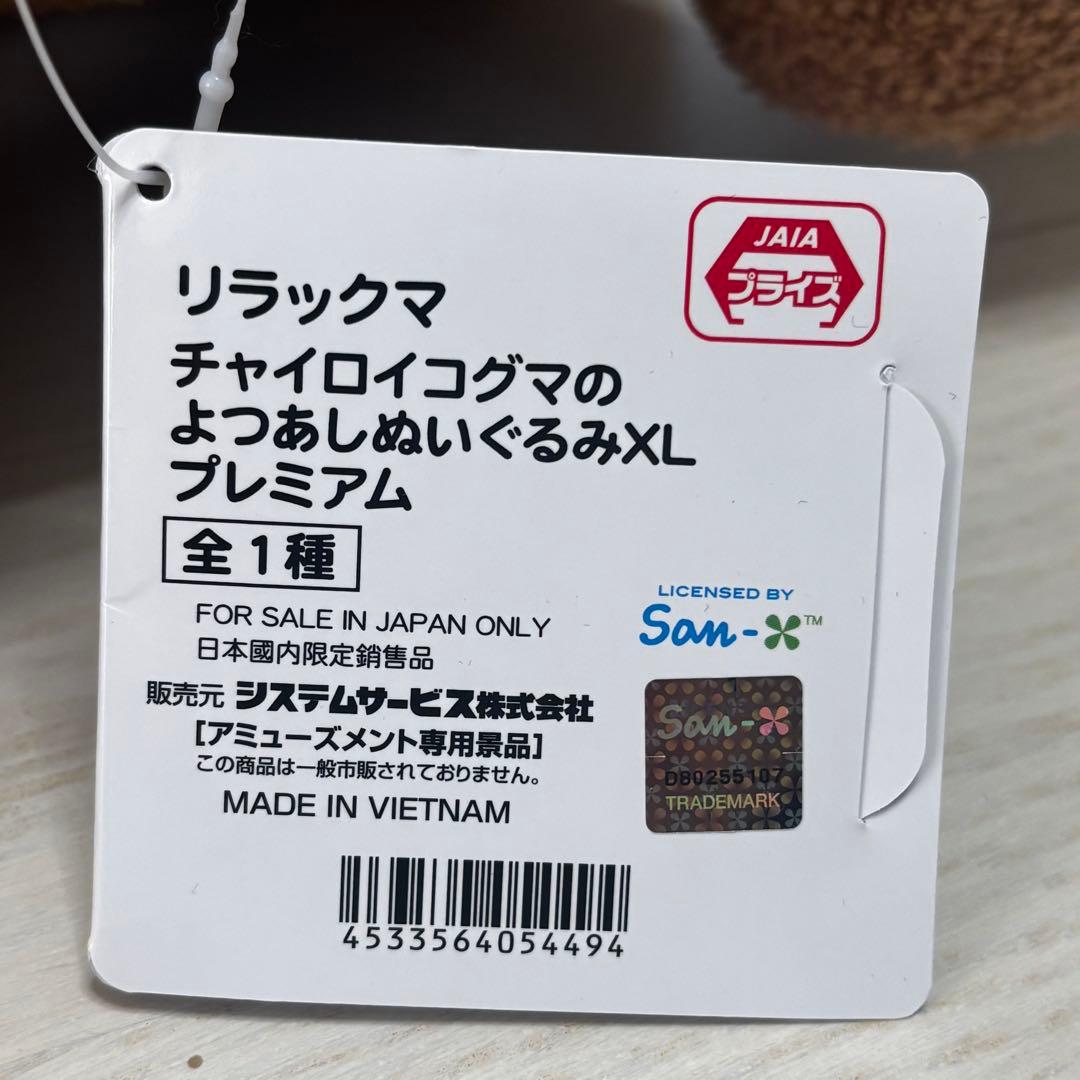 JAIA
プライズ
リラックマ
チャイロイコグマの
よつあしぬいぐるみXL
プレミアム
全1種
FOR SALE IN JAPAN ONLY
日本國内限定銷售品
販売元 システムサービス株式会社
[アミューズメント専用景品]
この商品は一般市販されておりません。
MADE IN VIETNAM
LICENSED BY
San-X™
San-X
D80255107
TRADEMARK
4533564054494